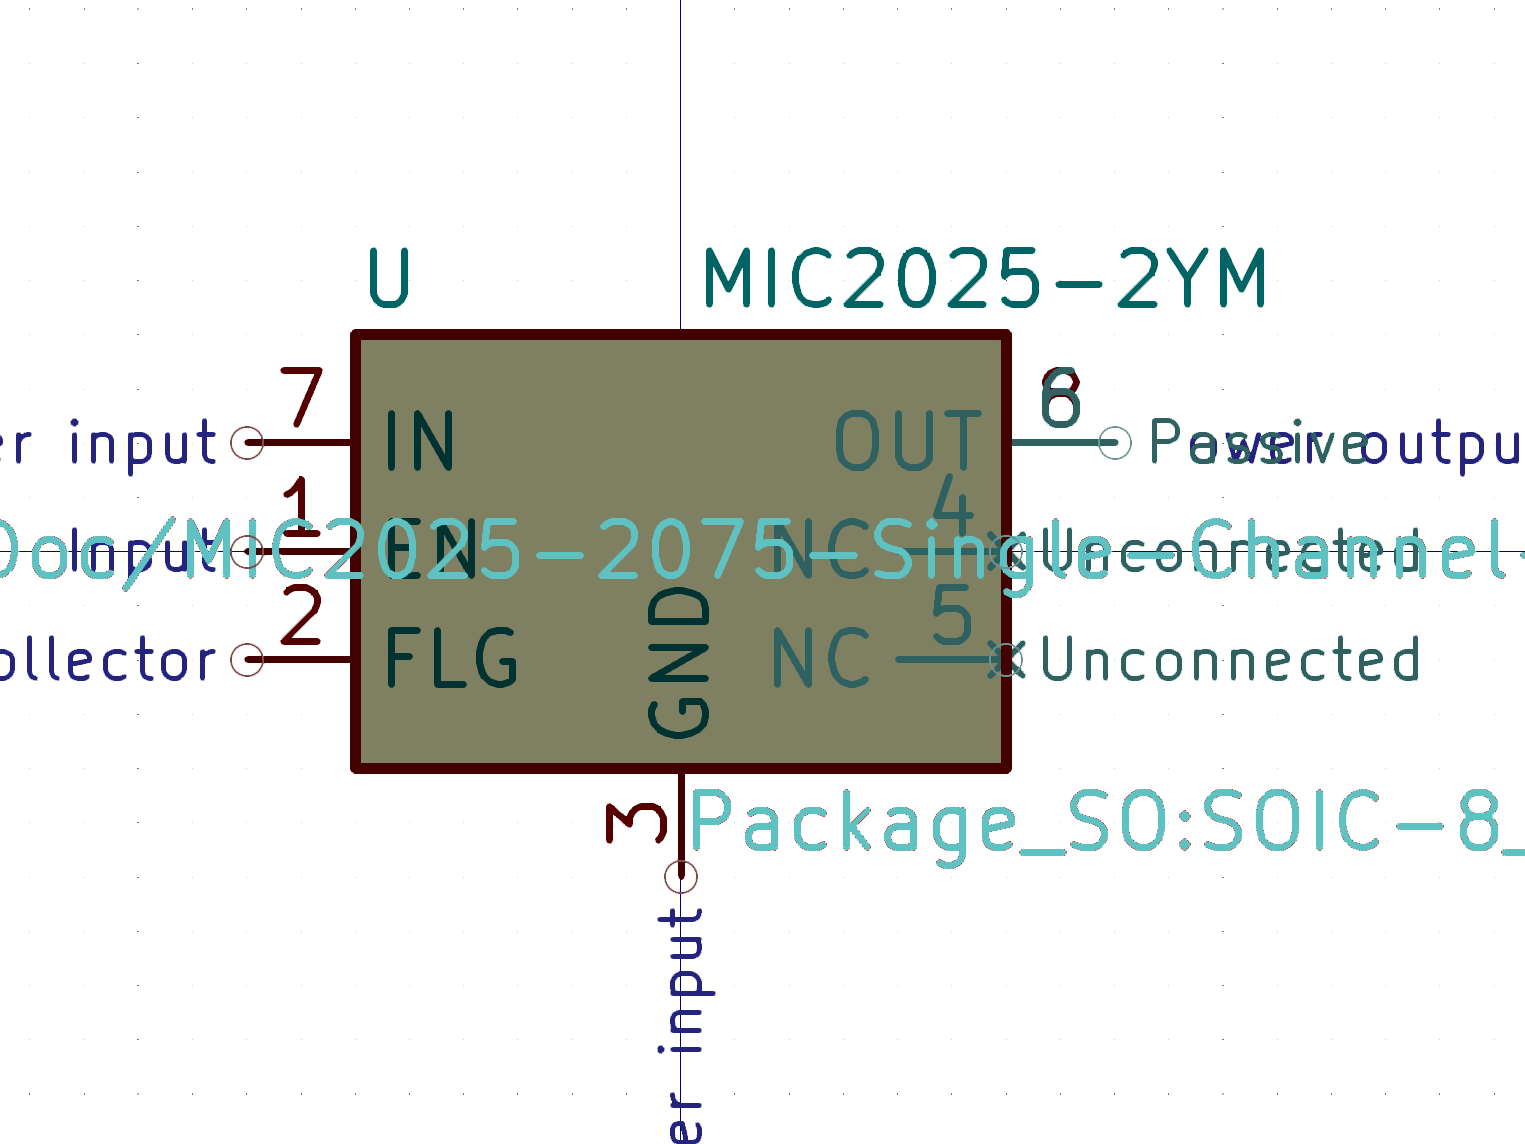 U MIC2025-2YM
7 6 8
er input IN OUT Passive Power outpu
1 4
Input EN NC Unconnected
Doc/MIC2025-2075-Single-Channel-
2 5
ollector FLG NC Unconnected
GND
3 Package_SO:SOIC-8_
er input